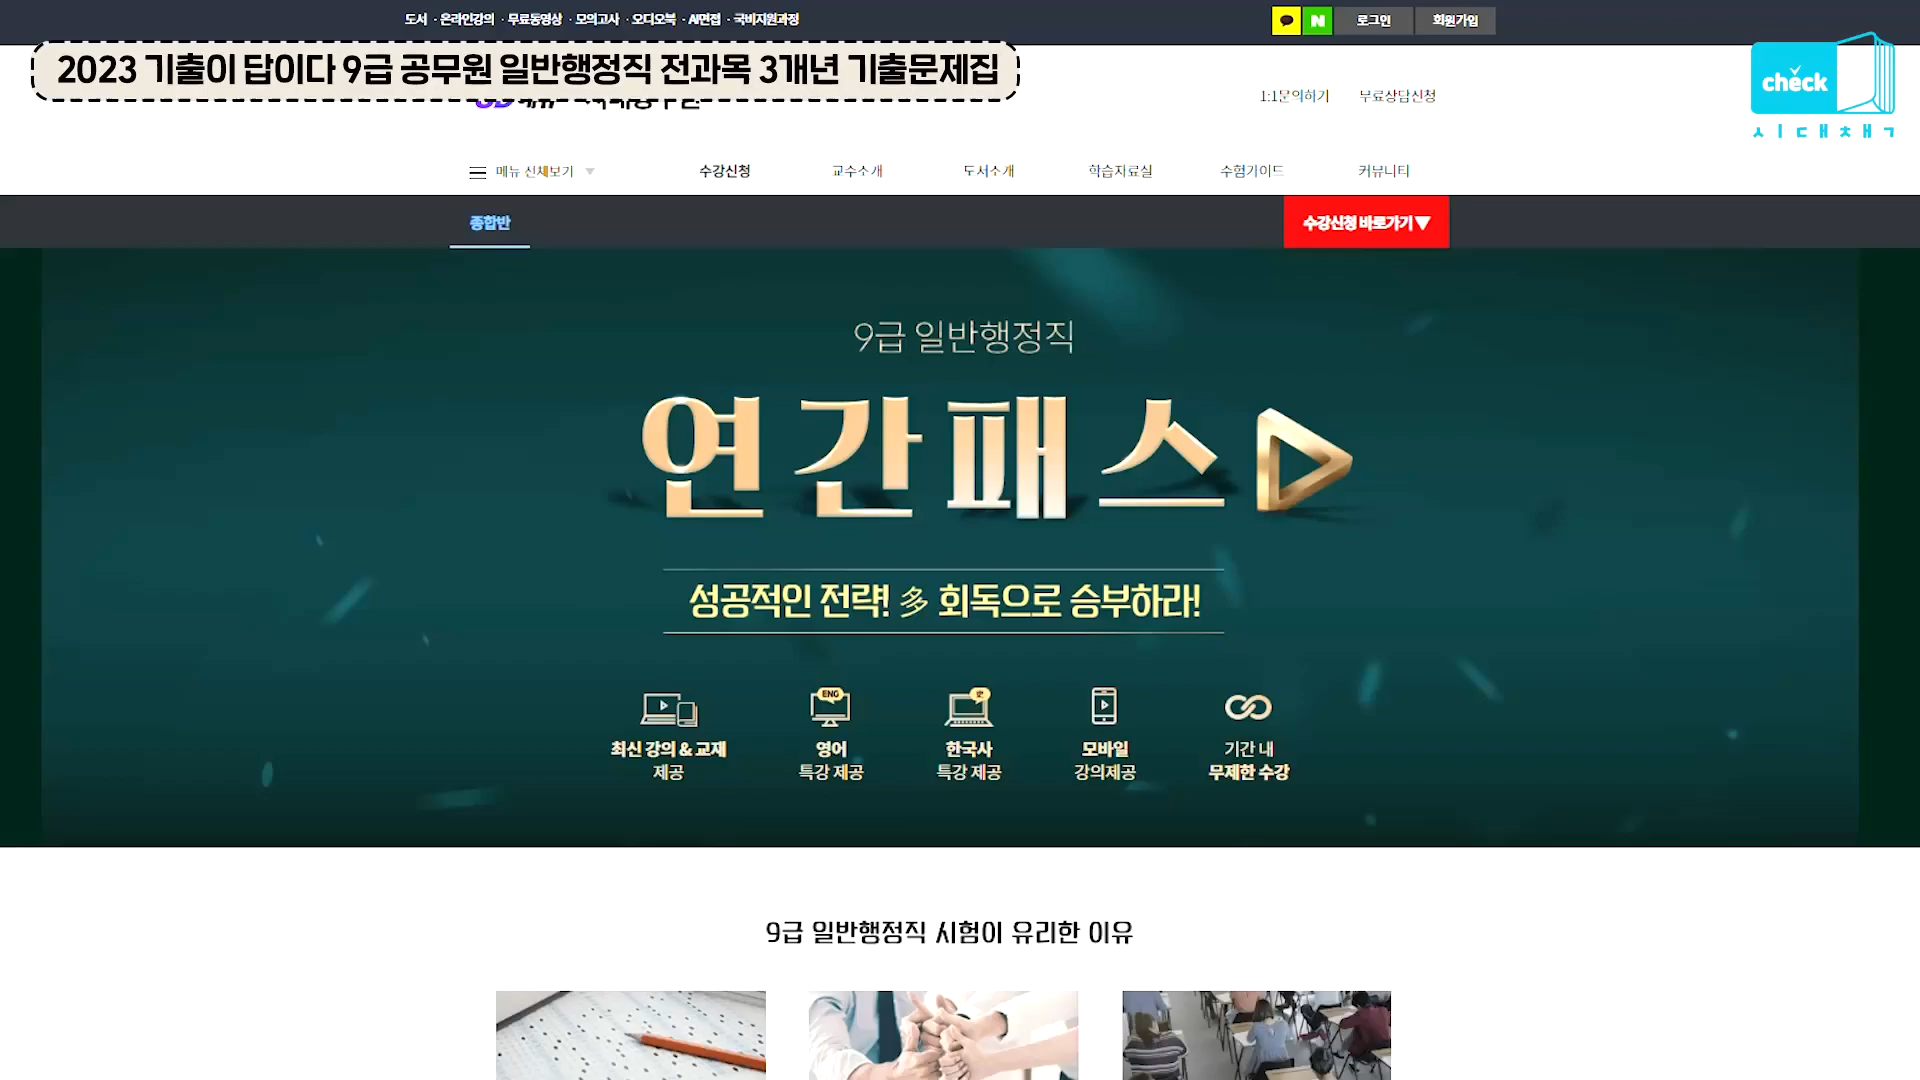 도서 · 온라인강의 · 무료동영상 · 모의고사 · 오디오북 · AI면접 · 국비지원과정
N
로그인
회원가입
2023 기출이 답이다 9급 공무원 일반행정직 전과목 3개년 기출문제집
1:1문의하기
무료상담신청
check
시대채ㄱ
메뉴 전체보기
수강신청
교수소개
도서소개
학습자료실
수험가이드
커뮤니티
종합반
수강신청 바로가기▼
9급 일반행정직
연간패스
성공적인 전략! 多 회독으로 승부하라!
ENG
최신 강의 & 교재
제공
영어
특강 제공
한국사
특강 제공
모바일
강의제공
기간 내
무제한 수강
9급 일반행정직 시험이 유리한 이유